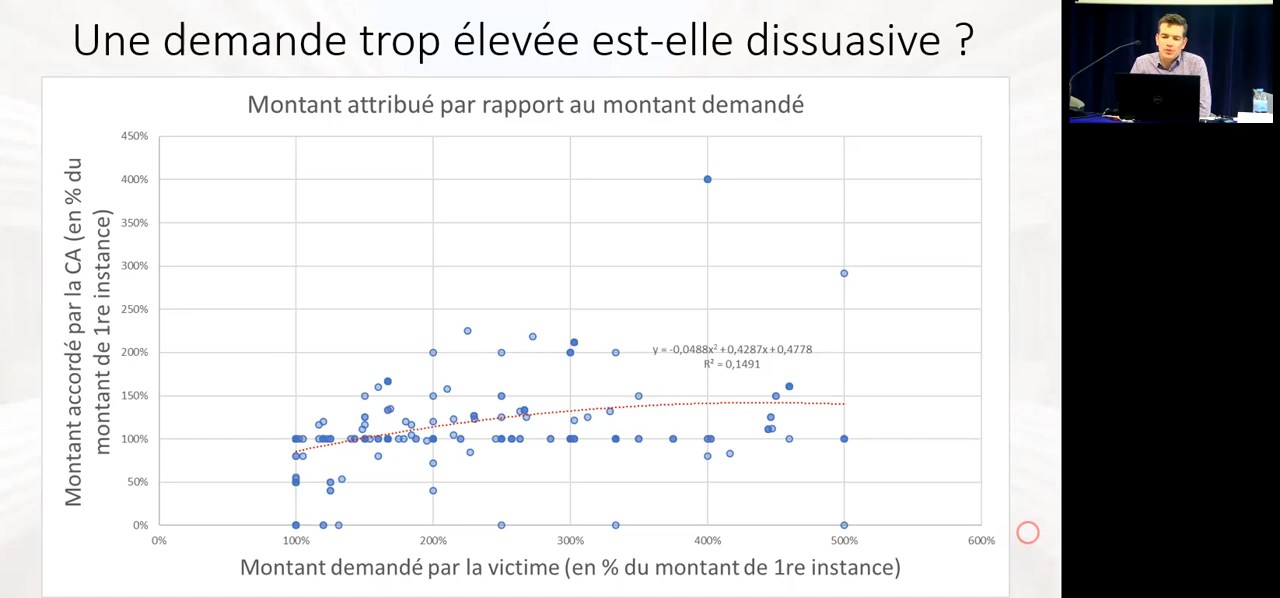 Une demande trop élevée est-elle dissuasive ?
Montant attribué par rapport au montant demandé
Montant accordé par la CA (en % du
montant de 1re instance)
450%
400%
350%
300%
250%
200%
150%
100%
50%
0%
y = -0,0488x² + 0,4287x + 0,4778
R² = 0,1491
0%
100%
200%
300%
400%
500%
600%
Montant demandé par la victime (en % du montant de 1re instance)